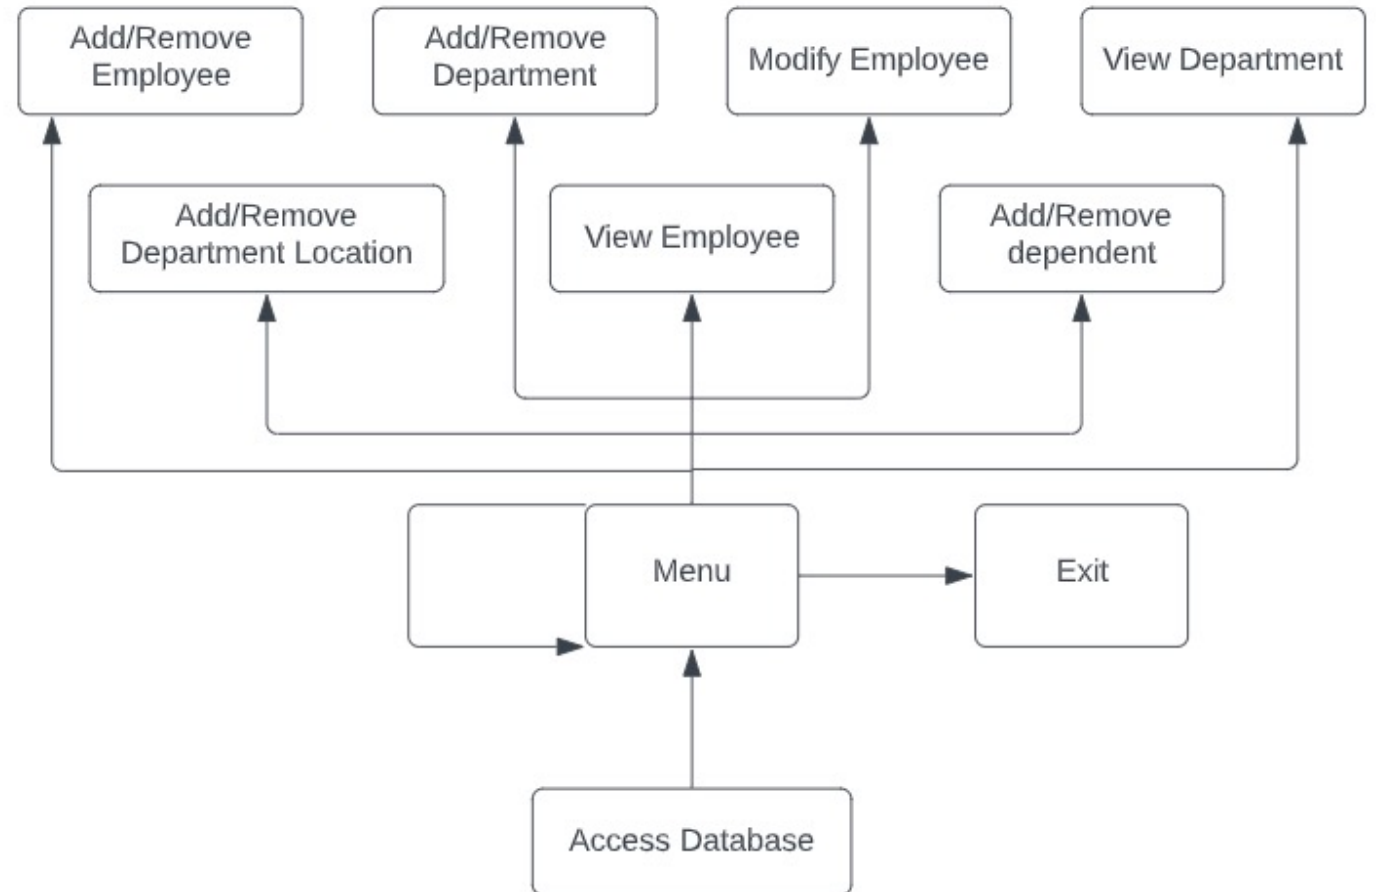 Add/Remove
Employee
Add/Remove
Department
Modify Employee
View Department
Add/Remove
Department Location
View Employee
Add/Remove
dependent
Menu
Exit
Access Database